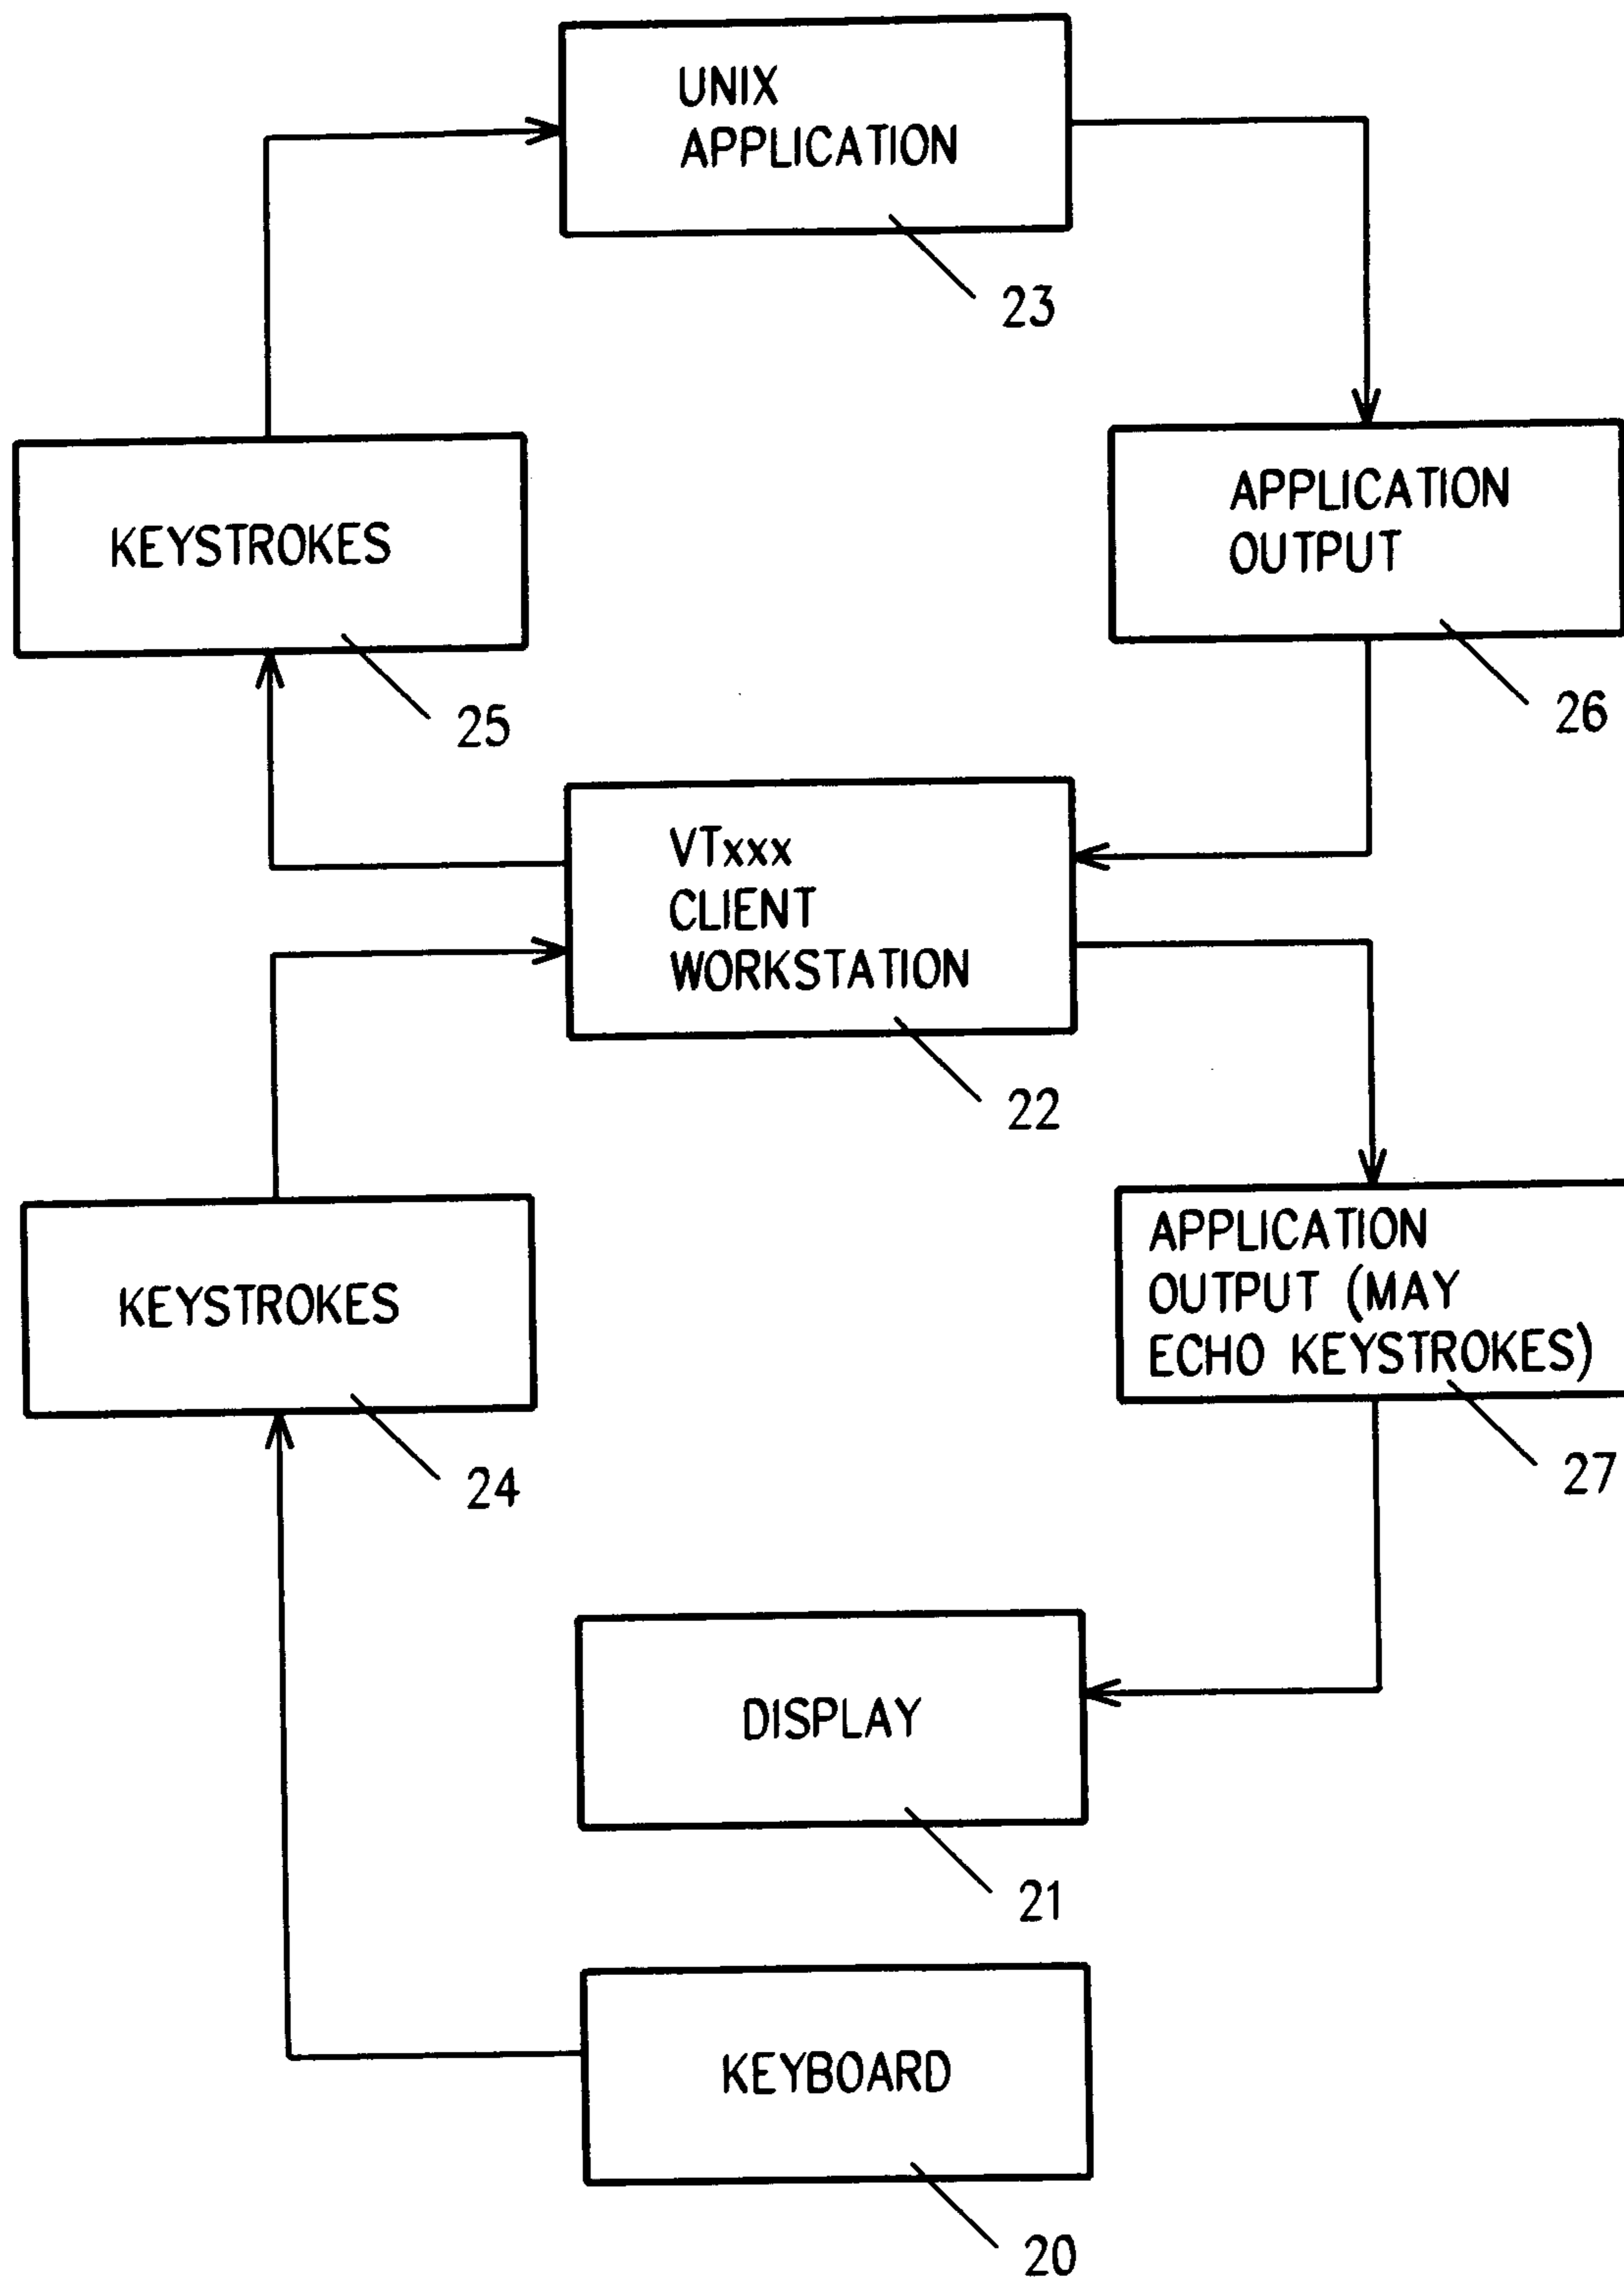 UNIX
APPLICATION
23
KEYSTROKES
25
APPLICATION
OUTPUT
26
VTxxx
CLIENT
WORKSTATION
22
KEYSTROKES
24
APPLICATION
OUTPUT (MAY
ECHO KEYSTROKES)
27
DISPLAY
21
KEYBOARD
20